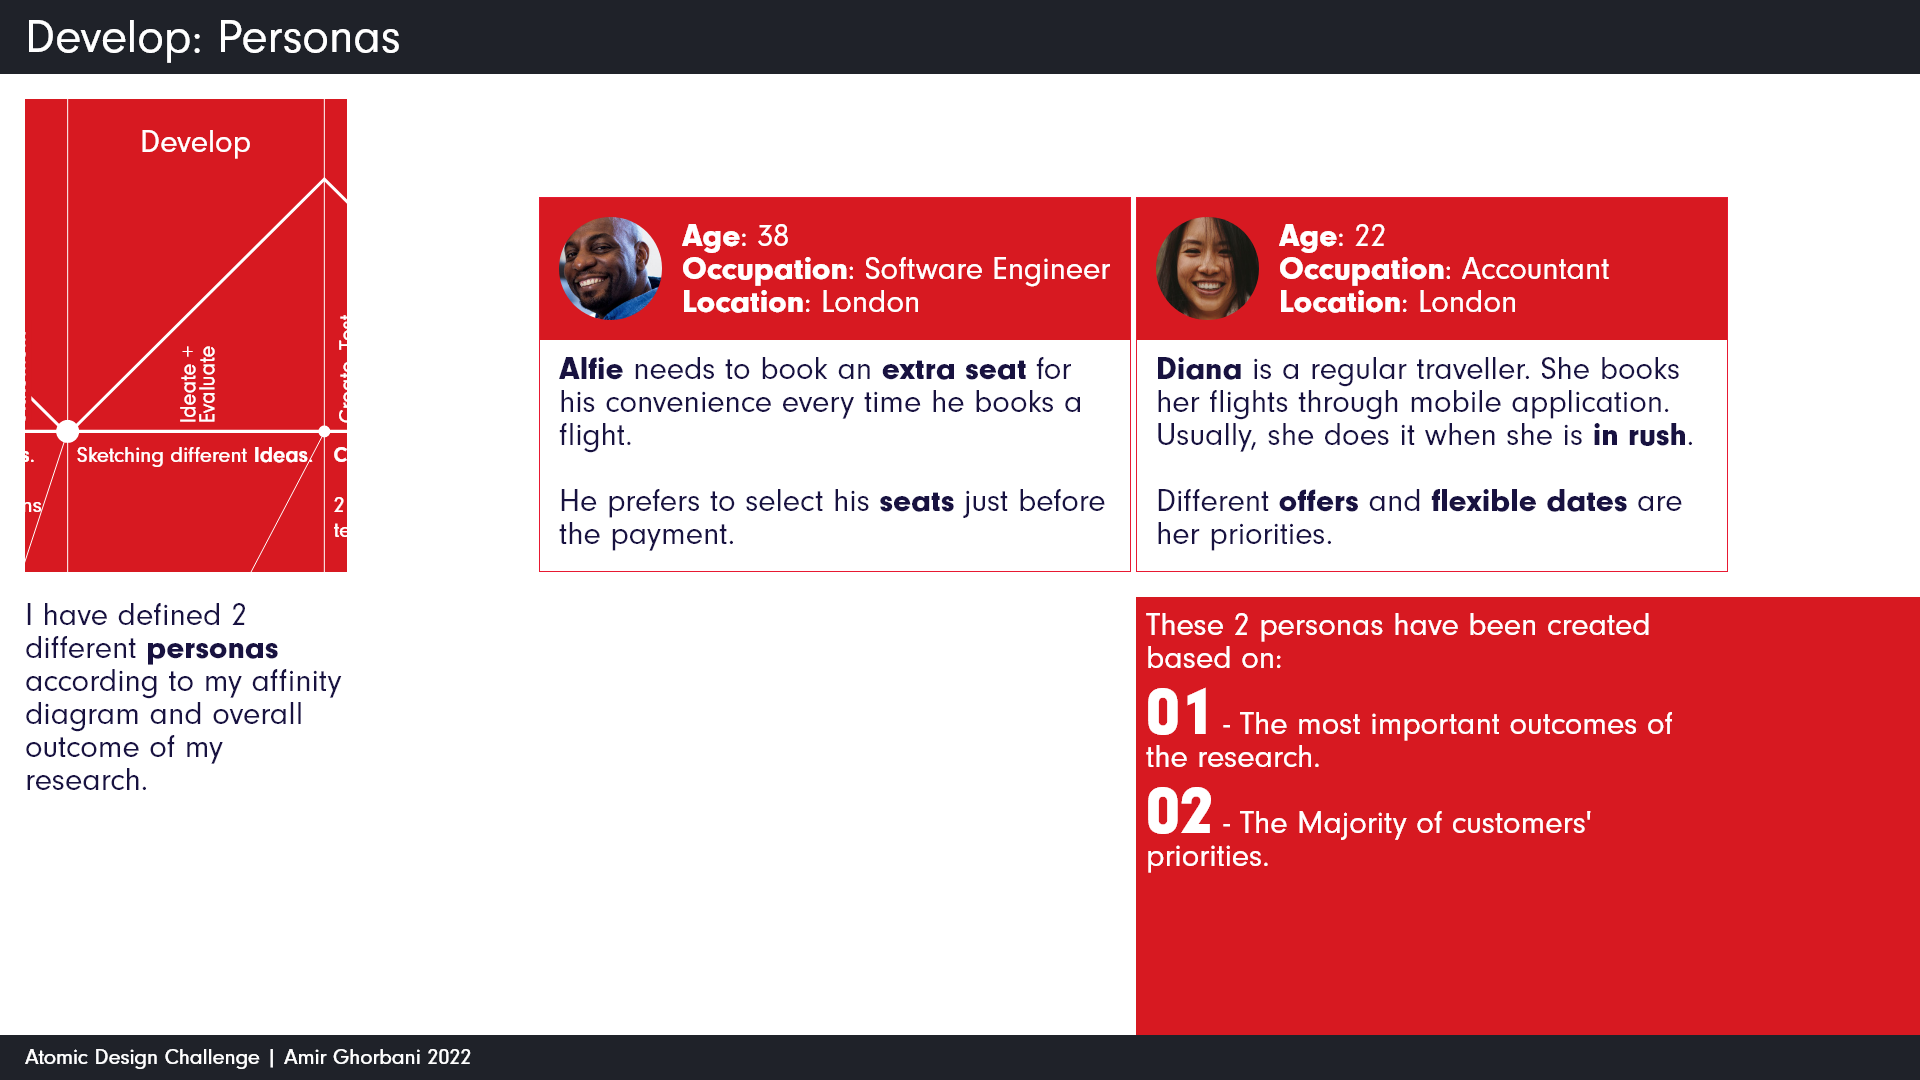 Develop: Personas
Develop
Ideate +
Evaluate
Sketching different Ideas.
2
Age: 38
Occupation: Software Engineer
Location: London
Alfie needs to book an extra seat for
his convenience every time he books a
flight.
He prefers to select his seats just before
the payment.
Age: 22
Occupation: Accountant
Location: London
Diana is a regular traveller. She books
her flights through mobile application.
Usually, she does it when she is in rush.
Different offers and flexible dates are
her priorities.
I have defined 2
different personas
according to my affinity
diagram and overall
outcome of my
research.
These 2 personas have been created
based on:
01 - The most important outcomes of
the research.
02 - The Majority of customers'
priorities.
Atomic Design Challenge | Amir Ghorbani 2022